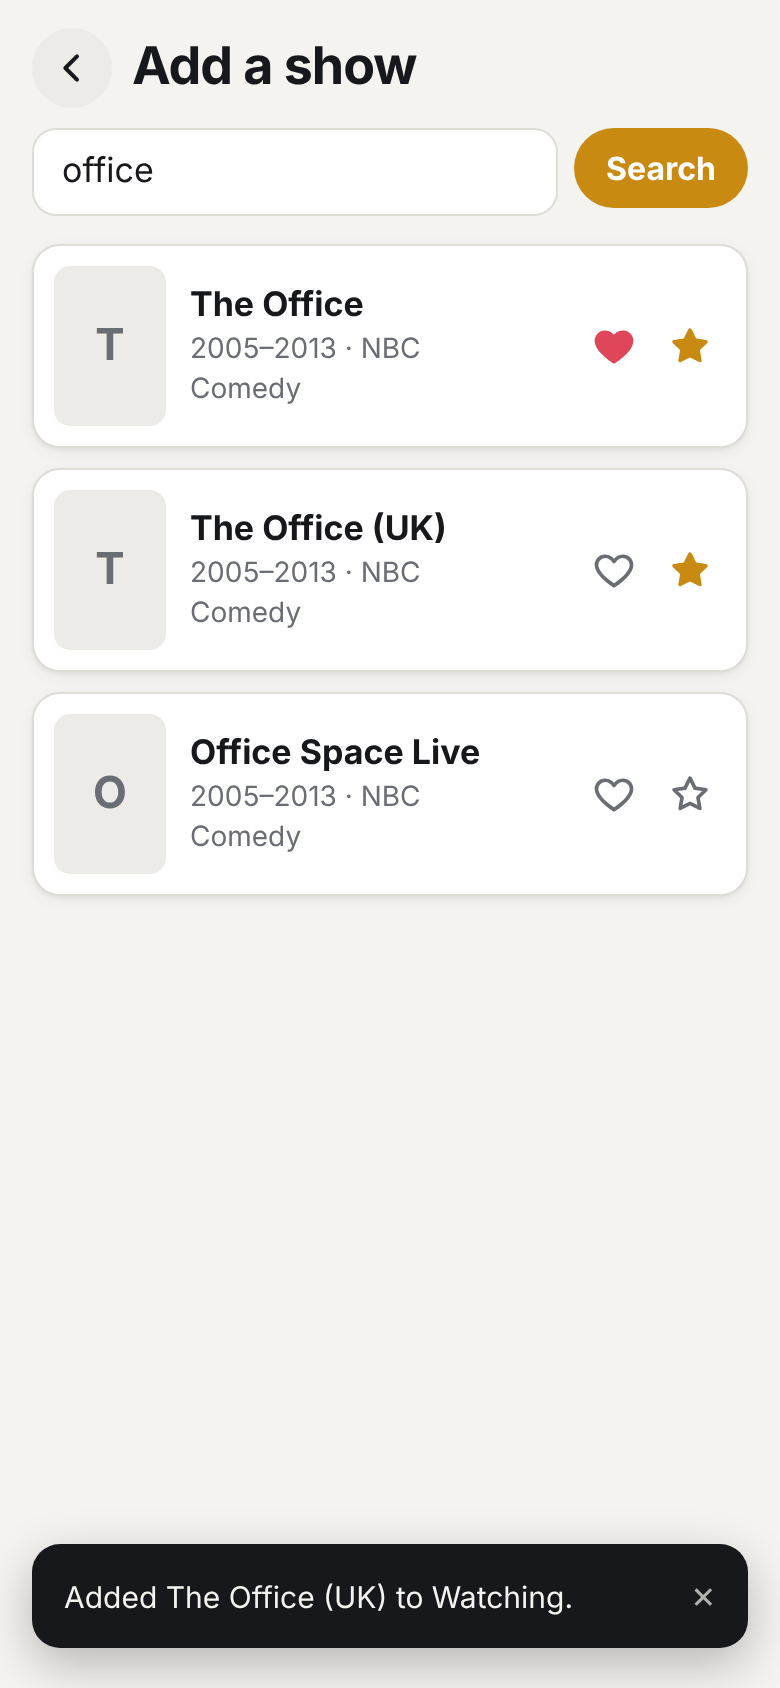 Add a show
office
Search
T
The Office
2005–2013 · NBC
Comedy
T
The Office (UK)
2005–2013 · NBC
Comedy
O
Office Space Live
2005–2013 · NBC
Comedy
Added The Office (UK) to Watching.